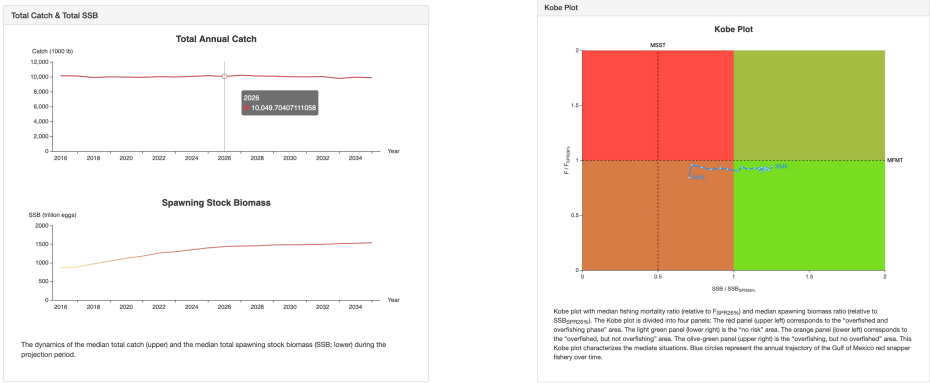 Total Catch & Total SSB
Total Annual Catch
Catch (1000 lb)
12,000
10,000
8,000
6,000
4,000
2,000
0
2026
10,049.70407111058
2016 2018 2020 2022 2024 2026 2028 2030 2032 2034 Year
Spawning Stock Biomass
SSB (trillion eggs)
2000
1500
1000
500
0
2016 2018 2020 2022 2024 2026 2028 2030 2032 2034 Year
The dynamics of the median total catch (upper) and the median total spawning stock biomass (SSB; lower) during the
projection period.
Kobe Plot
Kobe Plot
MSST
2
1.5
1
0.5
0
F / FSPR26%
MFMT
0 0.5 1 1.5 2
SSB / SSBSPR26%
Kobe plot with median fishing mortality ratio (relative to FSPR26%) and median spawning biomass ratio (relative to
SSBSPR26%). The Kobe plot is divided into four panels: The red panel (upper left) corresponds to the "overfished and
overfishing phase" area. The light green panel (lower right) is the "no risk" area. The orange panel (lower left) corresponds to
the "overfished, but not overfishing" area. The olive-green panel (upper right) is the "overfishing, but no overfished" area. This
Kobe plot characterizes the mediate situations. Blue circles represent the annual trajectory of the Gulf of Mexico red snapper
fishery over time.